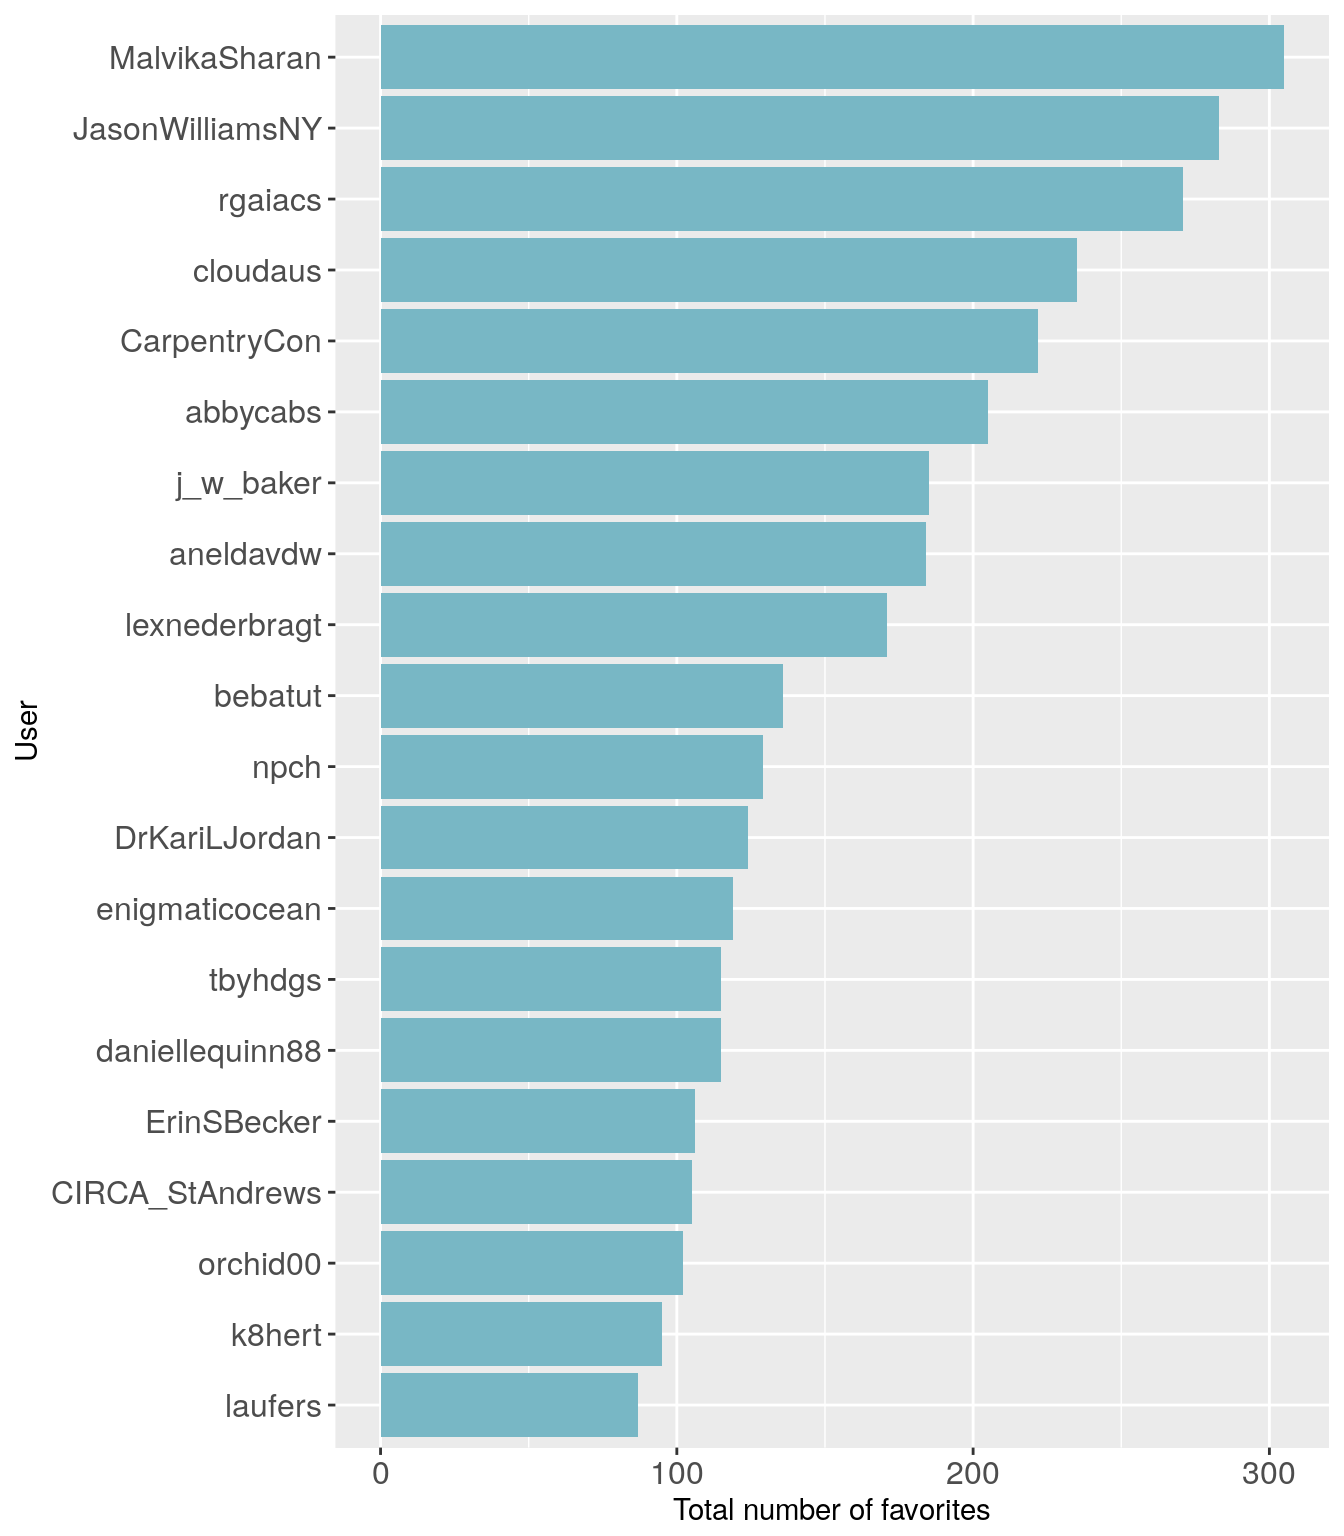 MalvikaSharan
JasonWilliamsNY
rgaiacs
cloudaus
CarpentryCon
abbycabs
j_w_baker
aneldavdw
lexnederbragt
bebatut
npch
DrKariLJordan
enigmaticocean
tbyhdgs
daniellequinn88
ErinSBecker
CIRCA_StAndrews
orchid00
k8hert
laufers
User
0 100 200 300
Total number of favorites